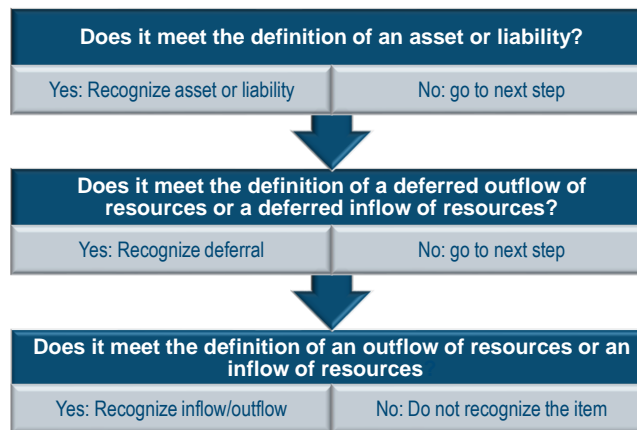 Does it meet the definition of an asset or liability?
Yes: Recognize asset or liability
No: go to next step
Does it meet the definition of a deferred outflow of
resources or a deferred inflow of resources?
Yes: Recognize deferral
No: go to next step
Does it meet the definition of an outflow of resources or an
inflow of resources?
Yes: Recognize inflow/outflow
No: Do not recognize the item